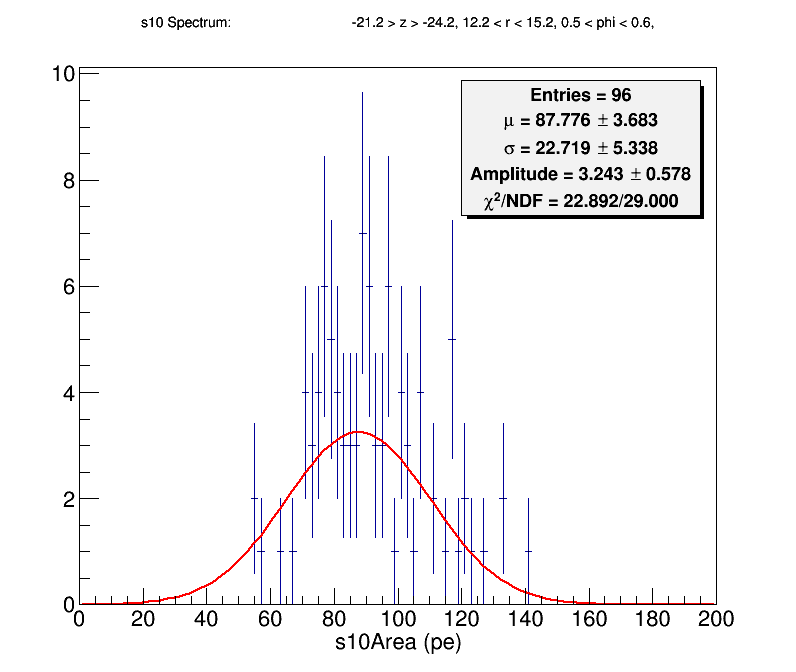 s10 Spectrum: -21.2 > z > -24.2, 12.2 < r < 15.2, 0.5 < phi < 0.6,
Entries = 96
μ = 87.776 ± 3.683
σ = 22.719 ± 5.338
Amplitude = 3.243 ± 0.578
χ²/NDF = 22.892/29.000
10
8
6
4
2
0
0 20 40 60 80 100 120 140 160 180 200
s10Area (pe)